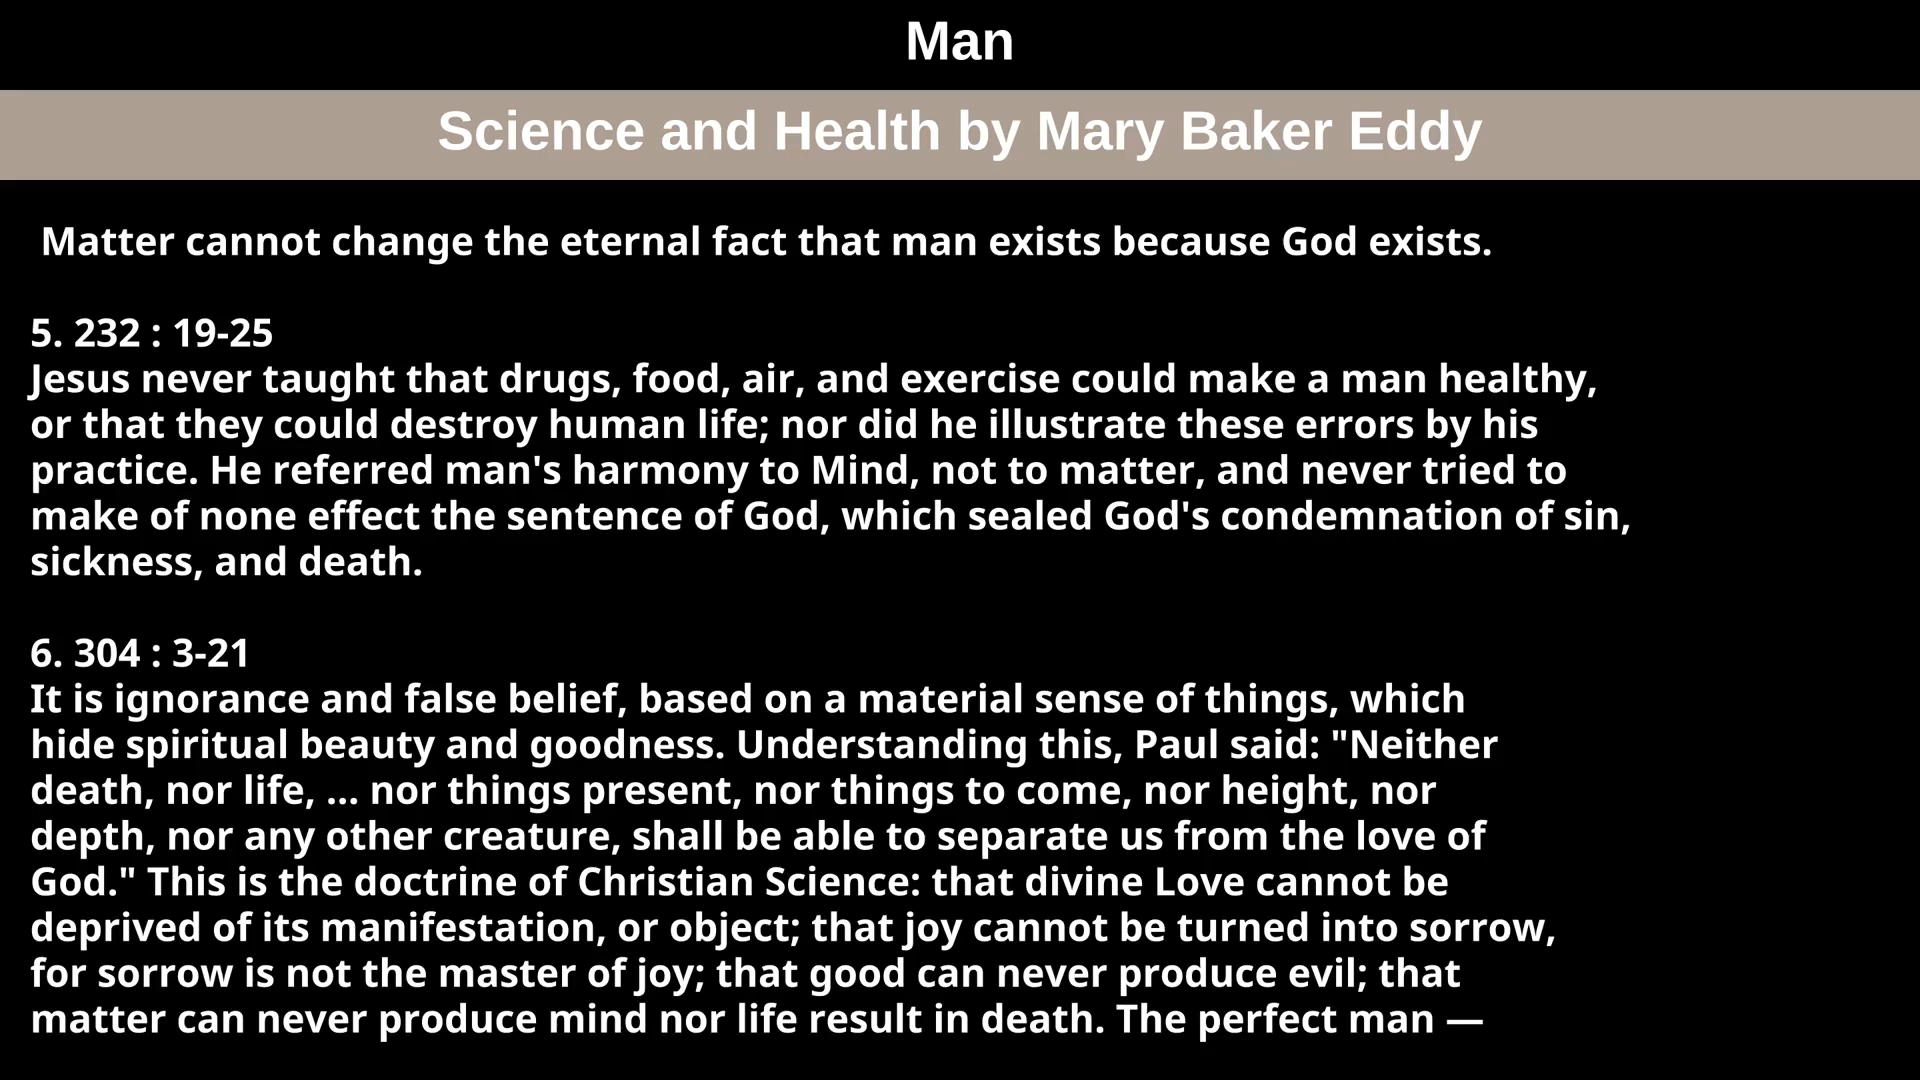 Man
Science and Health by Mary Baker Eddy
Matter cannot change the eternal fact that man exists because God exists.
5. 232 : 19-25
Jesus never taught that drugs, food, air, and exercise could make a man healthy,
or that they could destroy human life; nor did he illustrate these errors by his
practice. He referred man's harmony to Mind, not to matter, and never tried to
make of none effect the sentence of God, which sealed God's condemnation of sin,
sickness, and death.
6. 304 : 3-21
It is ignorance and false belief, based on a material sense of things, which
hide spiritual beauty and goodness. Understanding this, Paul said: "Neither
death, nor life, ... nor things present, nor things to come, nor height, nor
depth, nor any other creature, shall be able to separate us from the love of
God." This is the doctrine of Christian Science: that divine Love cannot be
deprived of its manifestation, or object; that joy cannot be turned into sorrow,
for sorrow is not the master of joy; that good can never produce evil; that
matter can never produce mind nor life result in death. The perfect man —